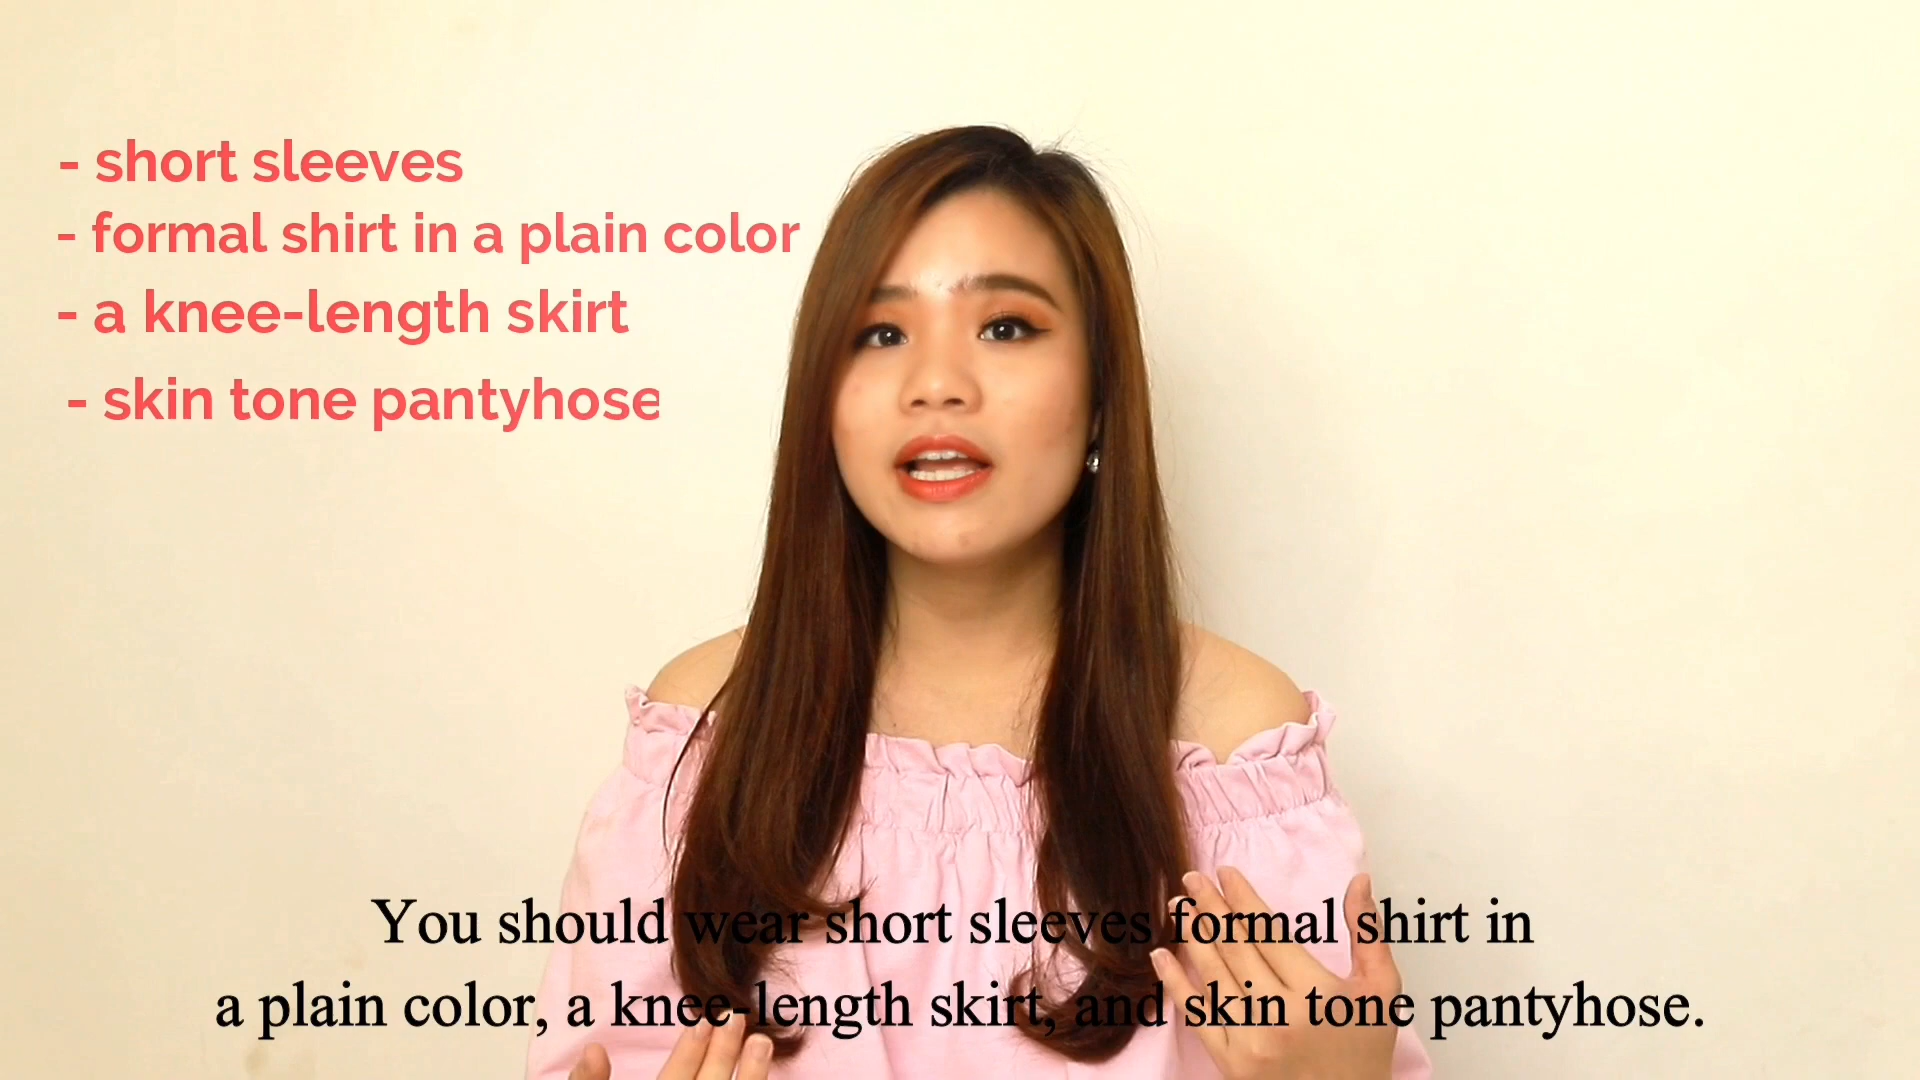 - short sleeves
- formal shirt in a plain color
- a knee-length skirt
- skin tone pantyhose
You should wear short sleeves formal shirt in
a plain color, a knee-length skirt, and skin tone pantyhose.